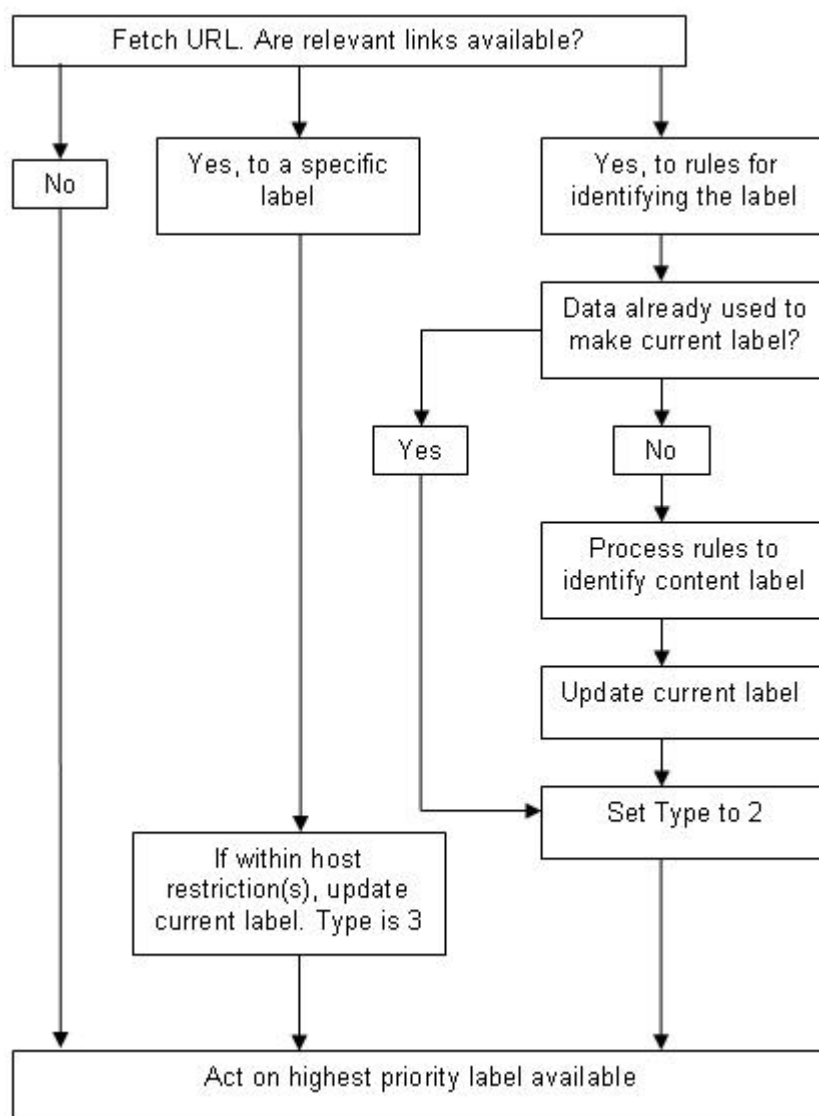 Fetch URL. Are relevant links available?
No
Yes, to a specific
label
Yes, to rules for
identifying the label
Data already used to
make current label?
Yes
No
Process rules to
identify content label
Update current label
Set Type to 2
If within host
restriction(s), update
current label. Type is 3
Act on highest priority label available